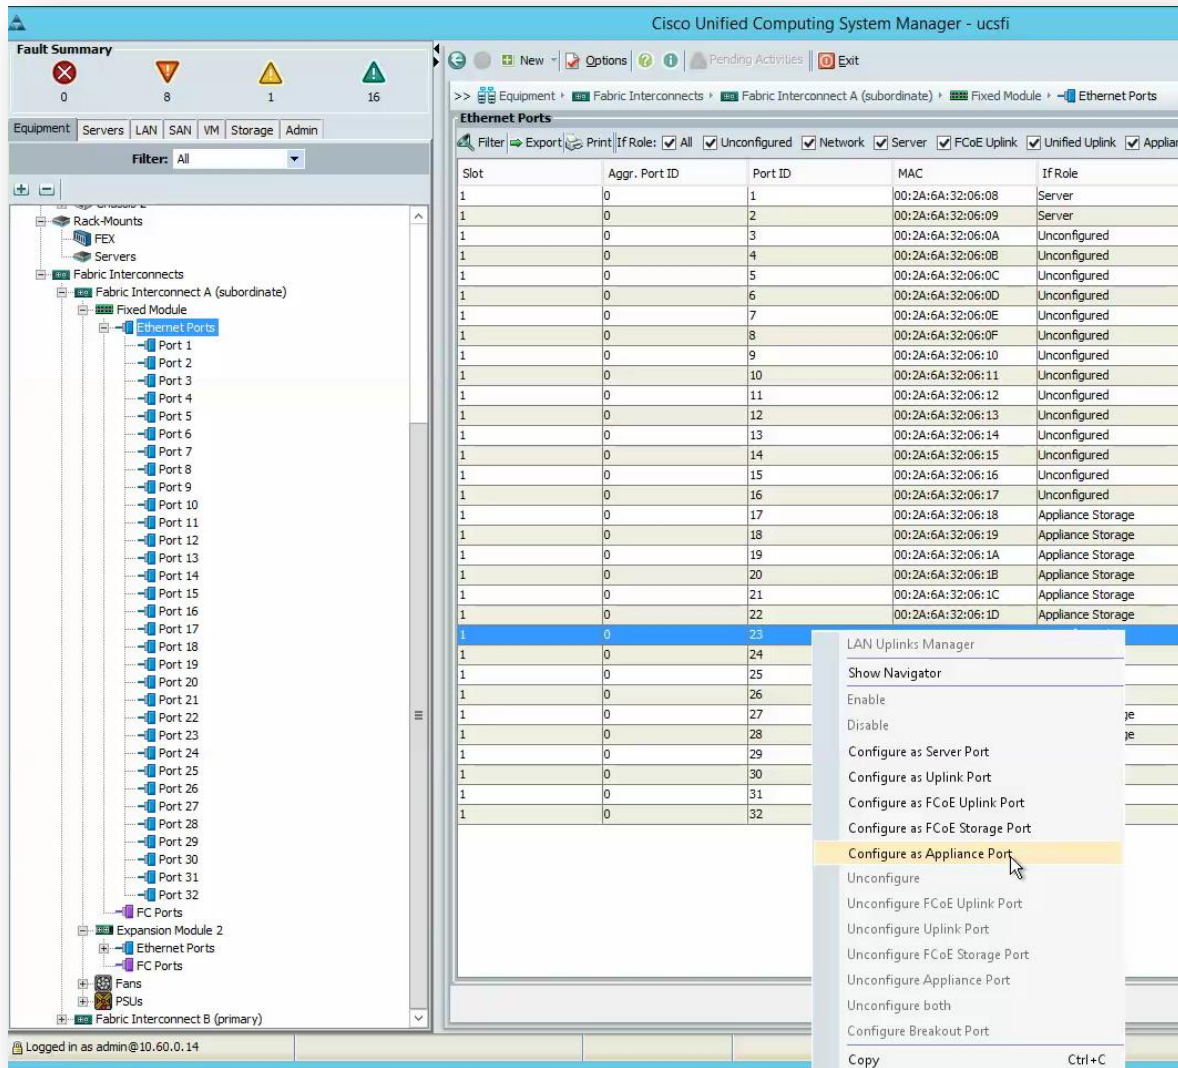 Cisco Unified Computing System Manager - ucsfi
Fault Summary
0 8 1 16
New Options Pending Activities Exit
>> Equipment Fabric Interconnects Fabric Interconnect A (subordinate) Fixed Module Ethernet Ports
Equipment Servers LAN SAN VM Storage Admin
Filter: All
Rack-Mounts
FEX
Servers
Fabric Interconnects
Fabric Interconnect A (subordinate)
Fixed Module
Ethernet Ports
Port 1
Port 2
Port 3
Port 4
Port 5
Port 6
Port 7
Port 8
Port 9
Port 10
Port 11
Port 12
Port 13
Port 14
Port 15
Port 16
Port 17
Port 18
Port 19
Port 20
Port 21
Port 22
Port 23
Port 24
Port 25
Port 26
Port 27
Port 28
Port 29
Port 30
Port 31
Port 32
FC Ports
Expansion Module 2
Ethernet Ports
FC Ports
Fans
PSUs
Fabric Interconnect B (primary)
Logged in as admin@10.60.0.14
Ethernet Ports
Filter Export Print If Role: All Unconfigured Network Server FCoE Uplink Unified Uplink Applian
Slot Aggr. Port ID Port ID MAC If Role
1 0 1 00:2A:6A:32:06:08 Server
1 0 2 00:2A:6A:32:06:09 Server
1 0 3 00:2A:6A:32:06:0A Unconfigured
1 0 4 00:2A:6A:32:06:0B Unconfigured
1 0 5 00:2A:6A:32:06:0C Unconfigured
1 0 6 00:2A:6A:32:06:0D Unconfigured
1 0 7 00:2A:6A:32:06:0E Unconfigured
1 0 8 00:2A:6A:32:06:0F Unconfigured
1 0 9 00:2A:6A:32:06:10 Unconfigured
1 0 10 00:2A:6A:32:06:11 Unconfigured
1 0 11 00:2A:6A:32:06:12 Unconfigured
1 0 12 00:2A:6A:32:06:13 Unconfigured
1 0 13 00:2A:6A:32:06:14 Unconfigured
1 0 14 00:2A:6A:32:06:15 Unconfigured
1 0 15 00:2A:6A:32:06:16 Unconfigured
1 0 16 00:2A:6A:32:06:17 Unconfigured
1 0 17 00:2A:6A:32:06:18 Appliance Storage
1 0 18 00:2A:6A:32:06:19 Appliance Storage
1 0 19 00:2A:6A:32:06:1A Appliance Storage
1 0 20 00:2A:6A:32:06:1B Appliance Storage
1 0 21 00:2A:6A:32:06:1C Appliance Storage
1 0 22 00:2A:6A:32:06:1D Appliance Storage
1 0 23
1 0 24
1 0 25
1 0 26
1 0 27 ge
1 0 28 ge
1 0 29
1 0 30
1 0 31
1 0 32
LAN Uplinks Manager
Show Navigator
Enable
Disable
Configure as Server Port
Configure as Uplink Port
Configure as FCoE Uplink Port
Configure as FCoE Storage Port
Configure as Appliance Port
Unconfigure
Unconfigure FCoE Uplink Port
Unconfigure Uplink Port
Unconfigure FCoE Storage Port
Unconfigure Appliance Port
Unconfigure both
Configure Breakout Port
Copy Ctrl+C